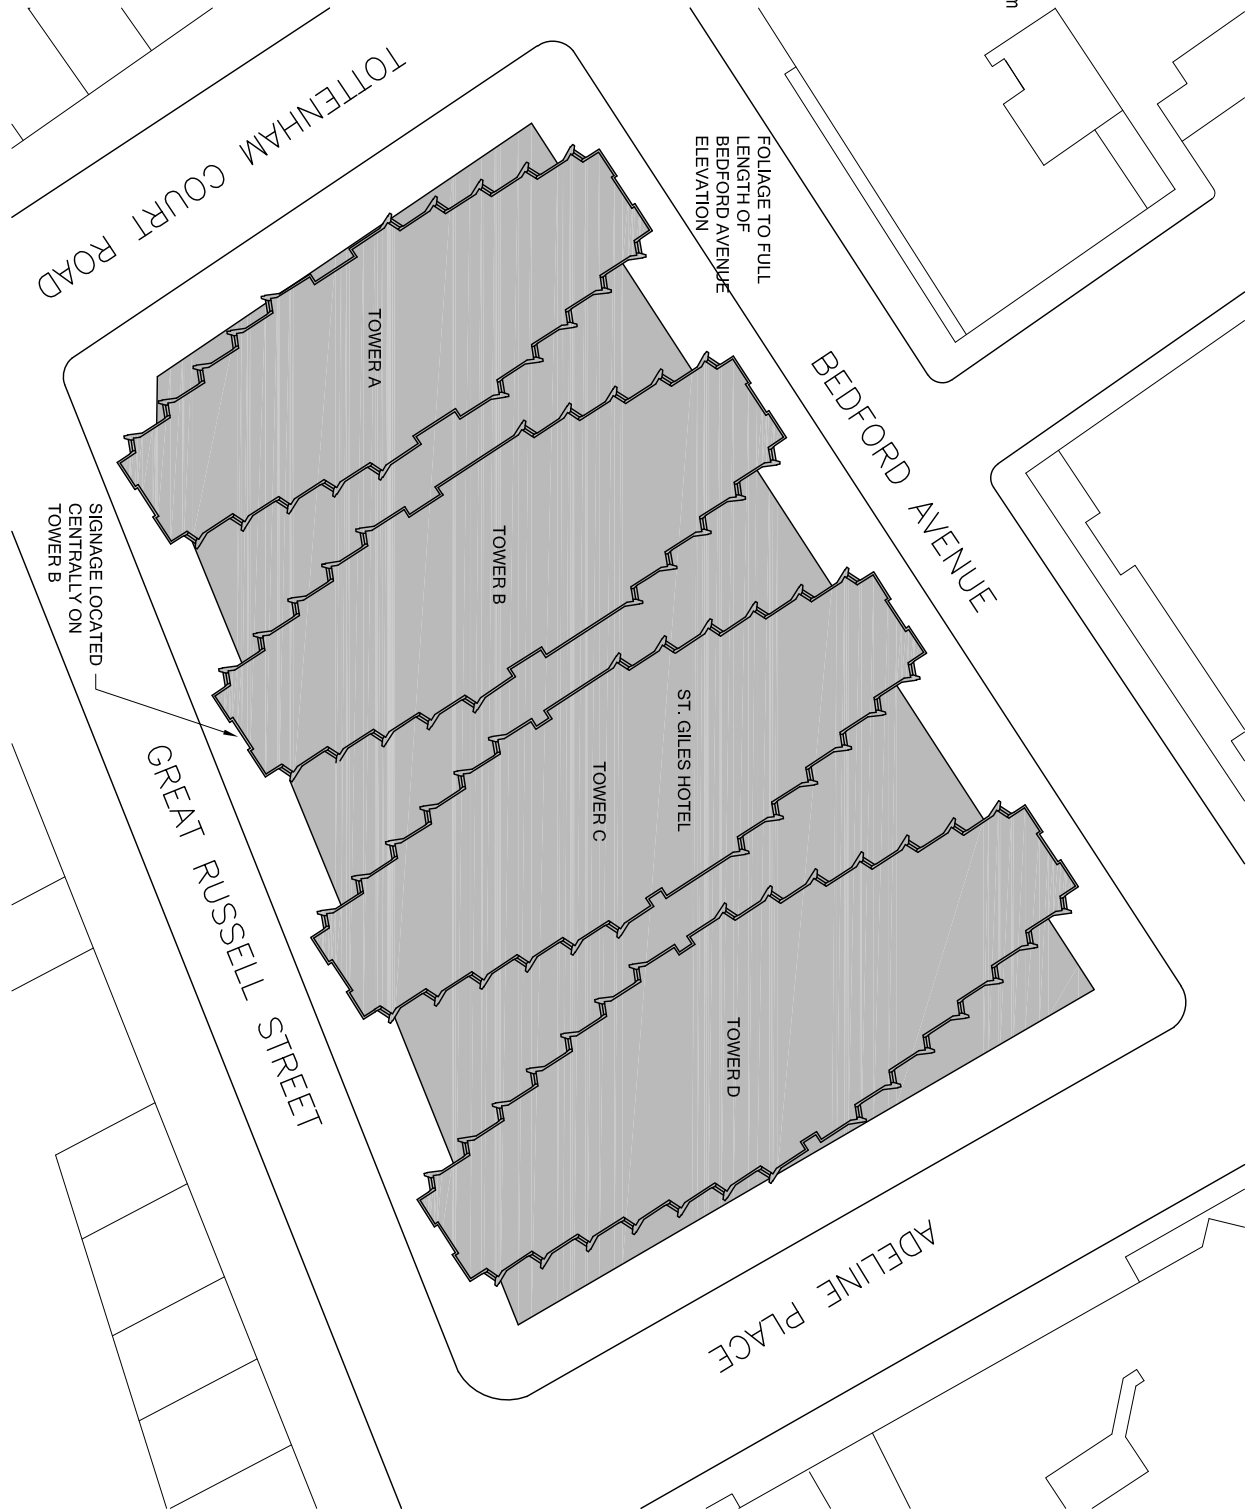 TOTTENHAM COURT ROAD
FOLIAGE TO FULL
LENGTH OF
BEDFORD AVENUE
ELEVATION
BEDFORD AVENUE
TOWER A
TOWER B
ST. GILES HOTEL
TOWER C
TOWER D
SIGNAGE LOCATED
CENTRALLY ON
TOWER B
GREAT RUSSELL STREET
ADELINE PLACE
m